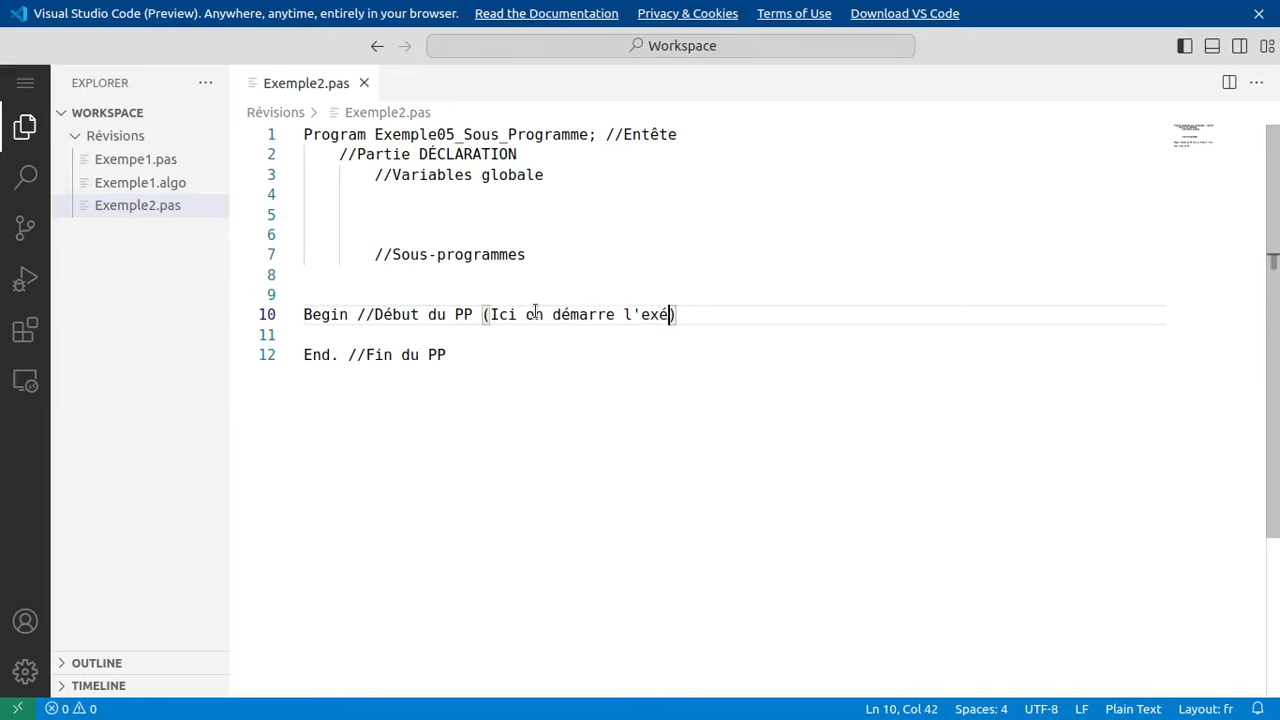 Visual Studio Code (Preview). Anywhere, anytime, entirely in your browser. Read the Documentation Privacy & Cookies Terms of Use Download VS Code
Workspace
EXPLORER
Exemple2.pas
WORKSPACE
Révisions
Exempe1.pas
Exemple1.algo
Exemple2.pas
Révisions > Exemple2.pas
1 Program Exemple05_Sous_Programme; //Entête
2 //Partie DÉCLARATION
3 //Variables globale
4
5
6
7 //Sous-programmes
8
9
10 Begin //Début du PP (Ici on démarre l'exé)
11
12 End. //Fin du PP
OUTLINE
TIMELINE
0 0 Ln 10, Col 42 Spaces: 4 UTF-8 LF Plain Text Layout: fr